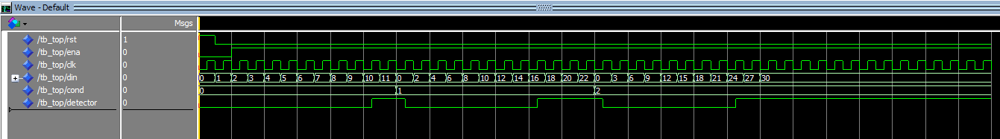 Wave - Default
Msgs
/tb_top/rst 1
/tb_top/ena 0
/tb_top/clk 0
/tb_top/din 0 0 1 2 3 4 5 6 7 8 9 10 11 0 2 4 6 8 10 12 14 16 18 20 22 0 3 6 9 12 15 18 21 24 27 30
/tb_top/cond 0 0 1 2
/tb_top/detector 0